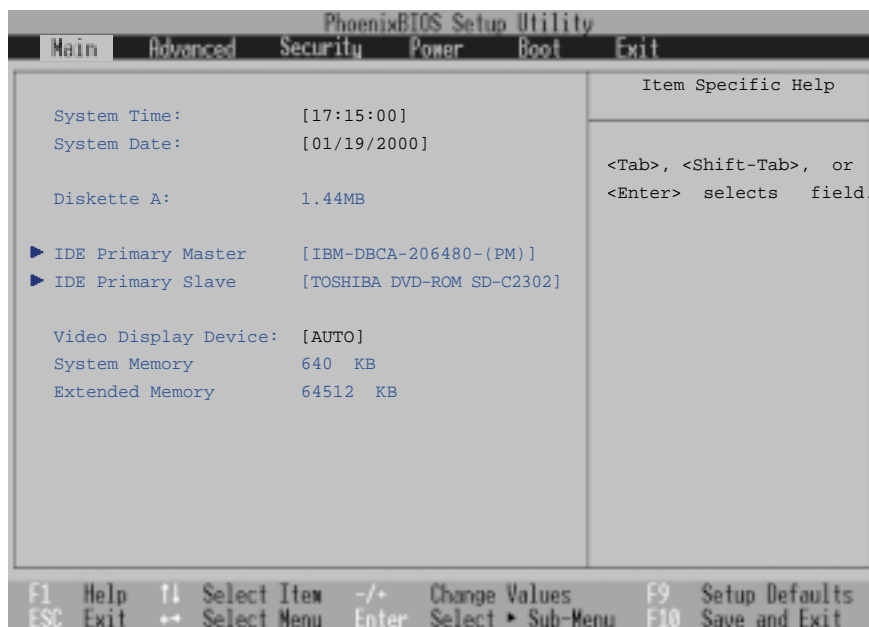 PhoenixBIOS Setup Utility
Main Advanced Security Power Boot Exit
Item Specific Help
System Time: [17:15:00]
System Date: [01/19/2000]
<Tab>, <Shift-Tab>, or
<Enter> selects field.
Diskette A: 1.44MB
IDE Primary Master [IBM-DBCA-206480-(PM)]
IDE Primary Slave [TOSHIBA DVD-ROM SD-C2302]
Video Display Device: [AUTO]
System Memory 640 KB
Extended Memory 64512 KB
F1 Help ↑↓ Select Item -/+ Change Values F9 Setup Defaults
ESC Exit ↔ Select Menu Enter Select ► Sub-Menu F10 Save and Exit